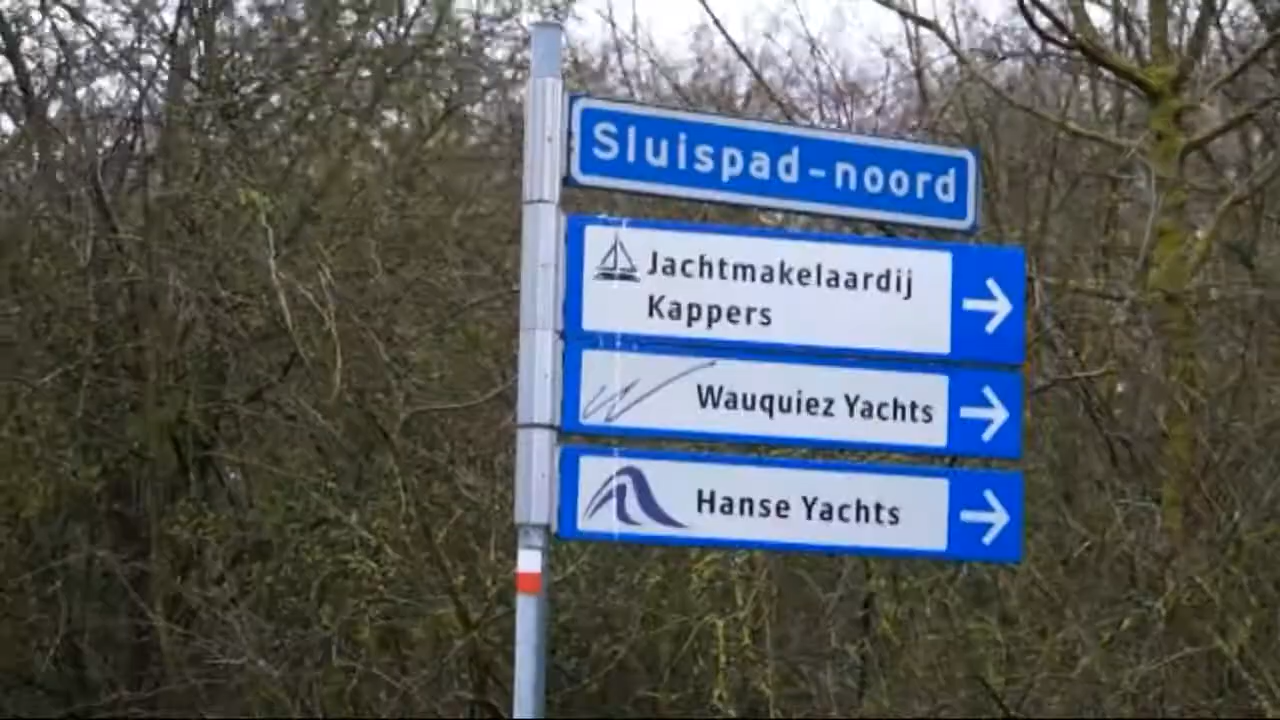 Sluispad-noord
Jachtmakelaardij
Kappers
Wauquiez Yachts
Hanse Yachts